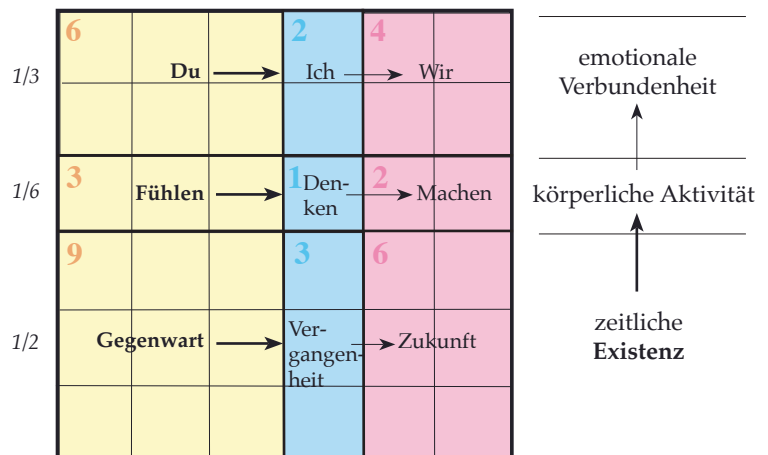 6 2 4
1/3 Du Ich Wir
emotionale
Verbundenheit
3 1 2
1/6 Fühlen Den-
ken Machen
körperliche Aktivität
9 3 6
1/2 Gegenwart Ver-
gangen-
heit Zukunft
zeitliche
Existenz